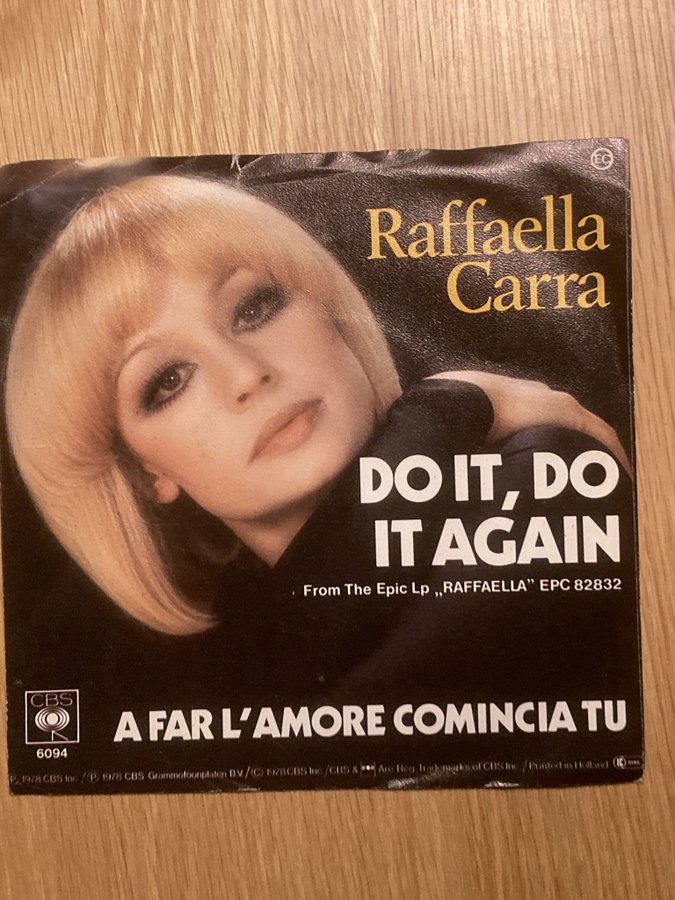 EC
Raffaella
Carra
DO IT, DO
IT AGAIN
From The Epic Lp „RAFFAELLA” EPC 82832
CBS
6094
A FAR L'AMORE COMINCIA TU
P. 1978 CBS Inc. / (P) 1978 CBS Grammofoonplaten B.V. / (C) 1978 CBS Inc. / CBS & Are Reg. Trademarks of CBS Inc. / Printed in Holland